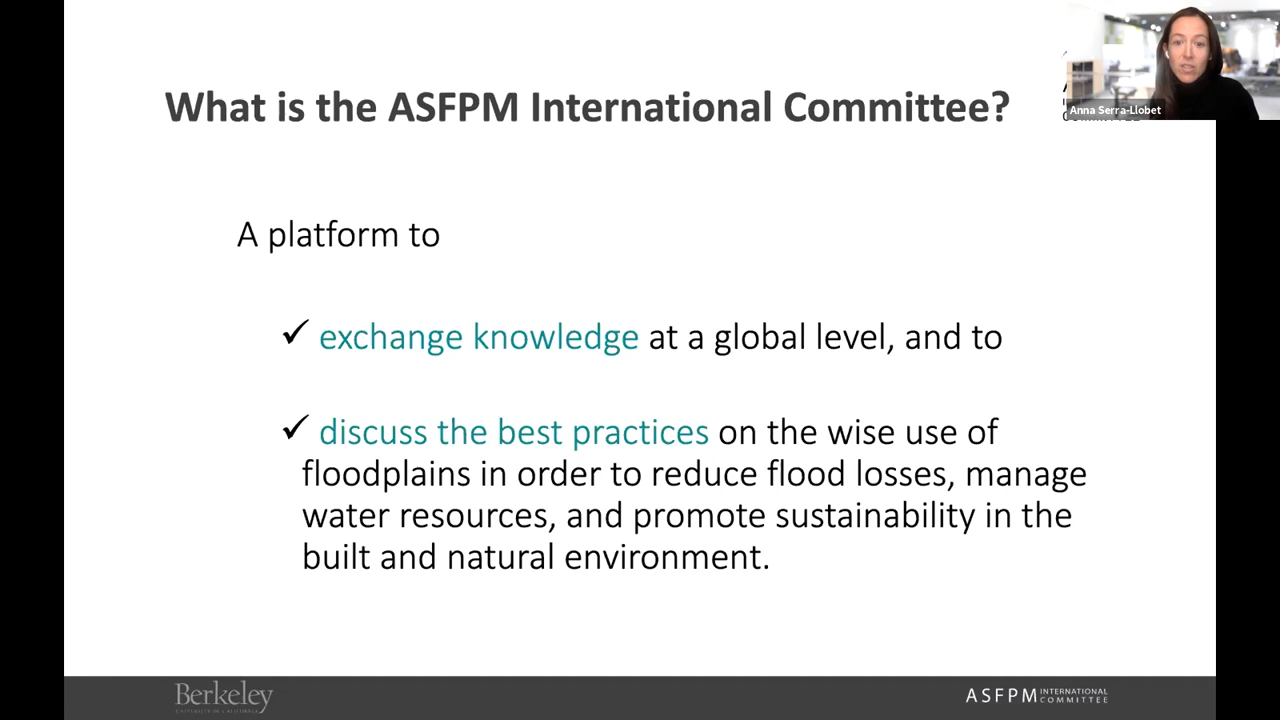 What is the ASFPM International Committee?
Anna Serra-Llobet
A platform to
✓ exchange knowledge at a global level, and to
✓ discuss the best practices on the wise use of
floodplains in order to reduce flood losses, manage
water resources, and promote sustainability in the
built and natural environment.
Berkeley
ASFPM INTERNATIONAL
COMMITTEE